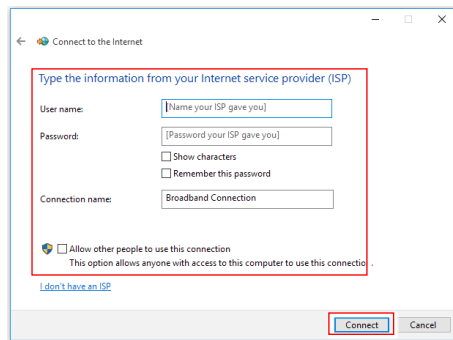 Connect to the Internet
Type the information from your Internet service provider (ISP)
User name: [Name your ISP gave you]
Password: [Password your ISP gave you]
Show characters
Remember this password
Connection name: Broadband Connection
Allow other people to use this connection
This option allows anyone with access to this computer to use this connectio..
I don't have an ISP
Connect Cancel